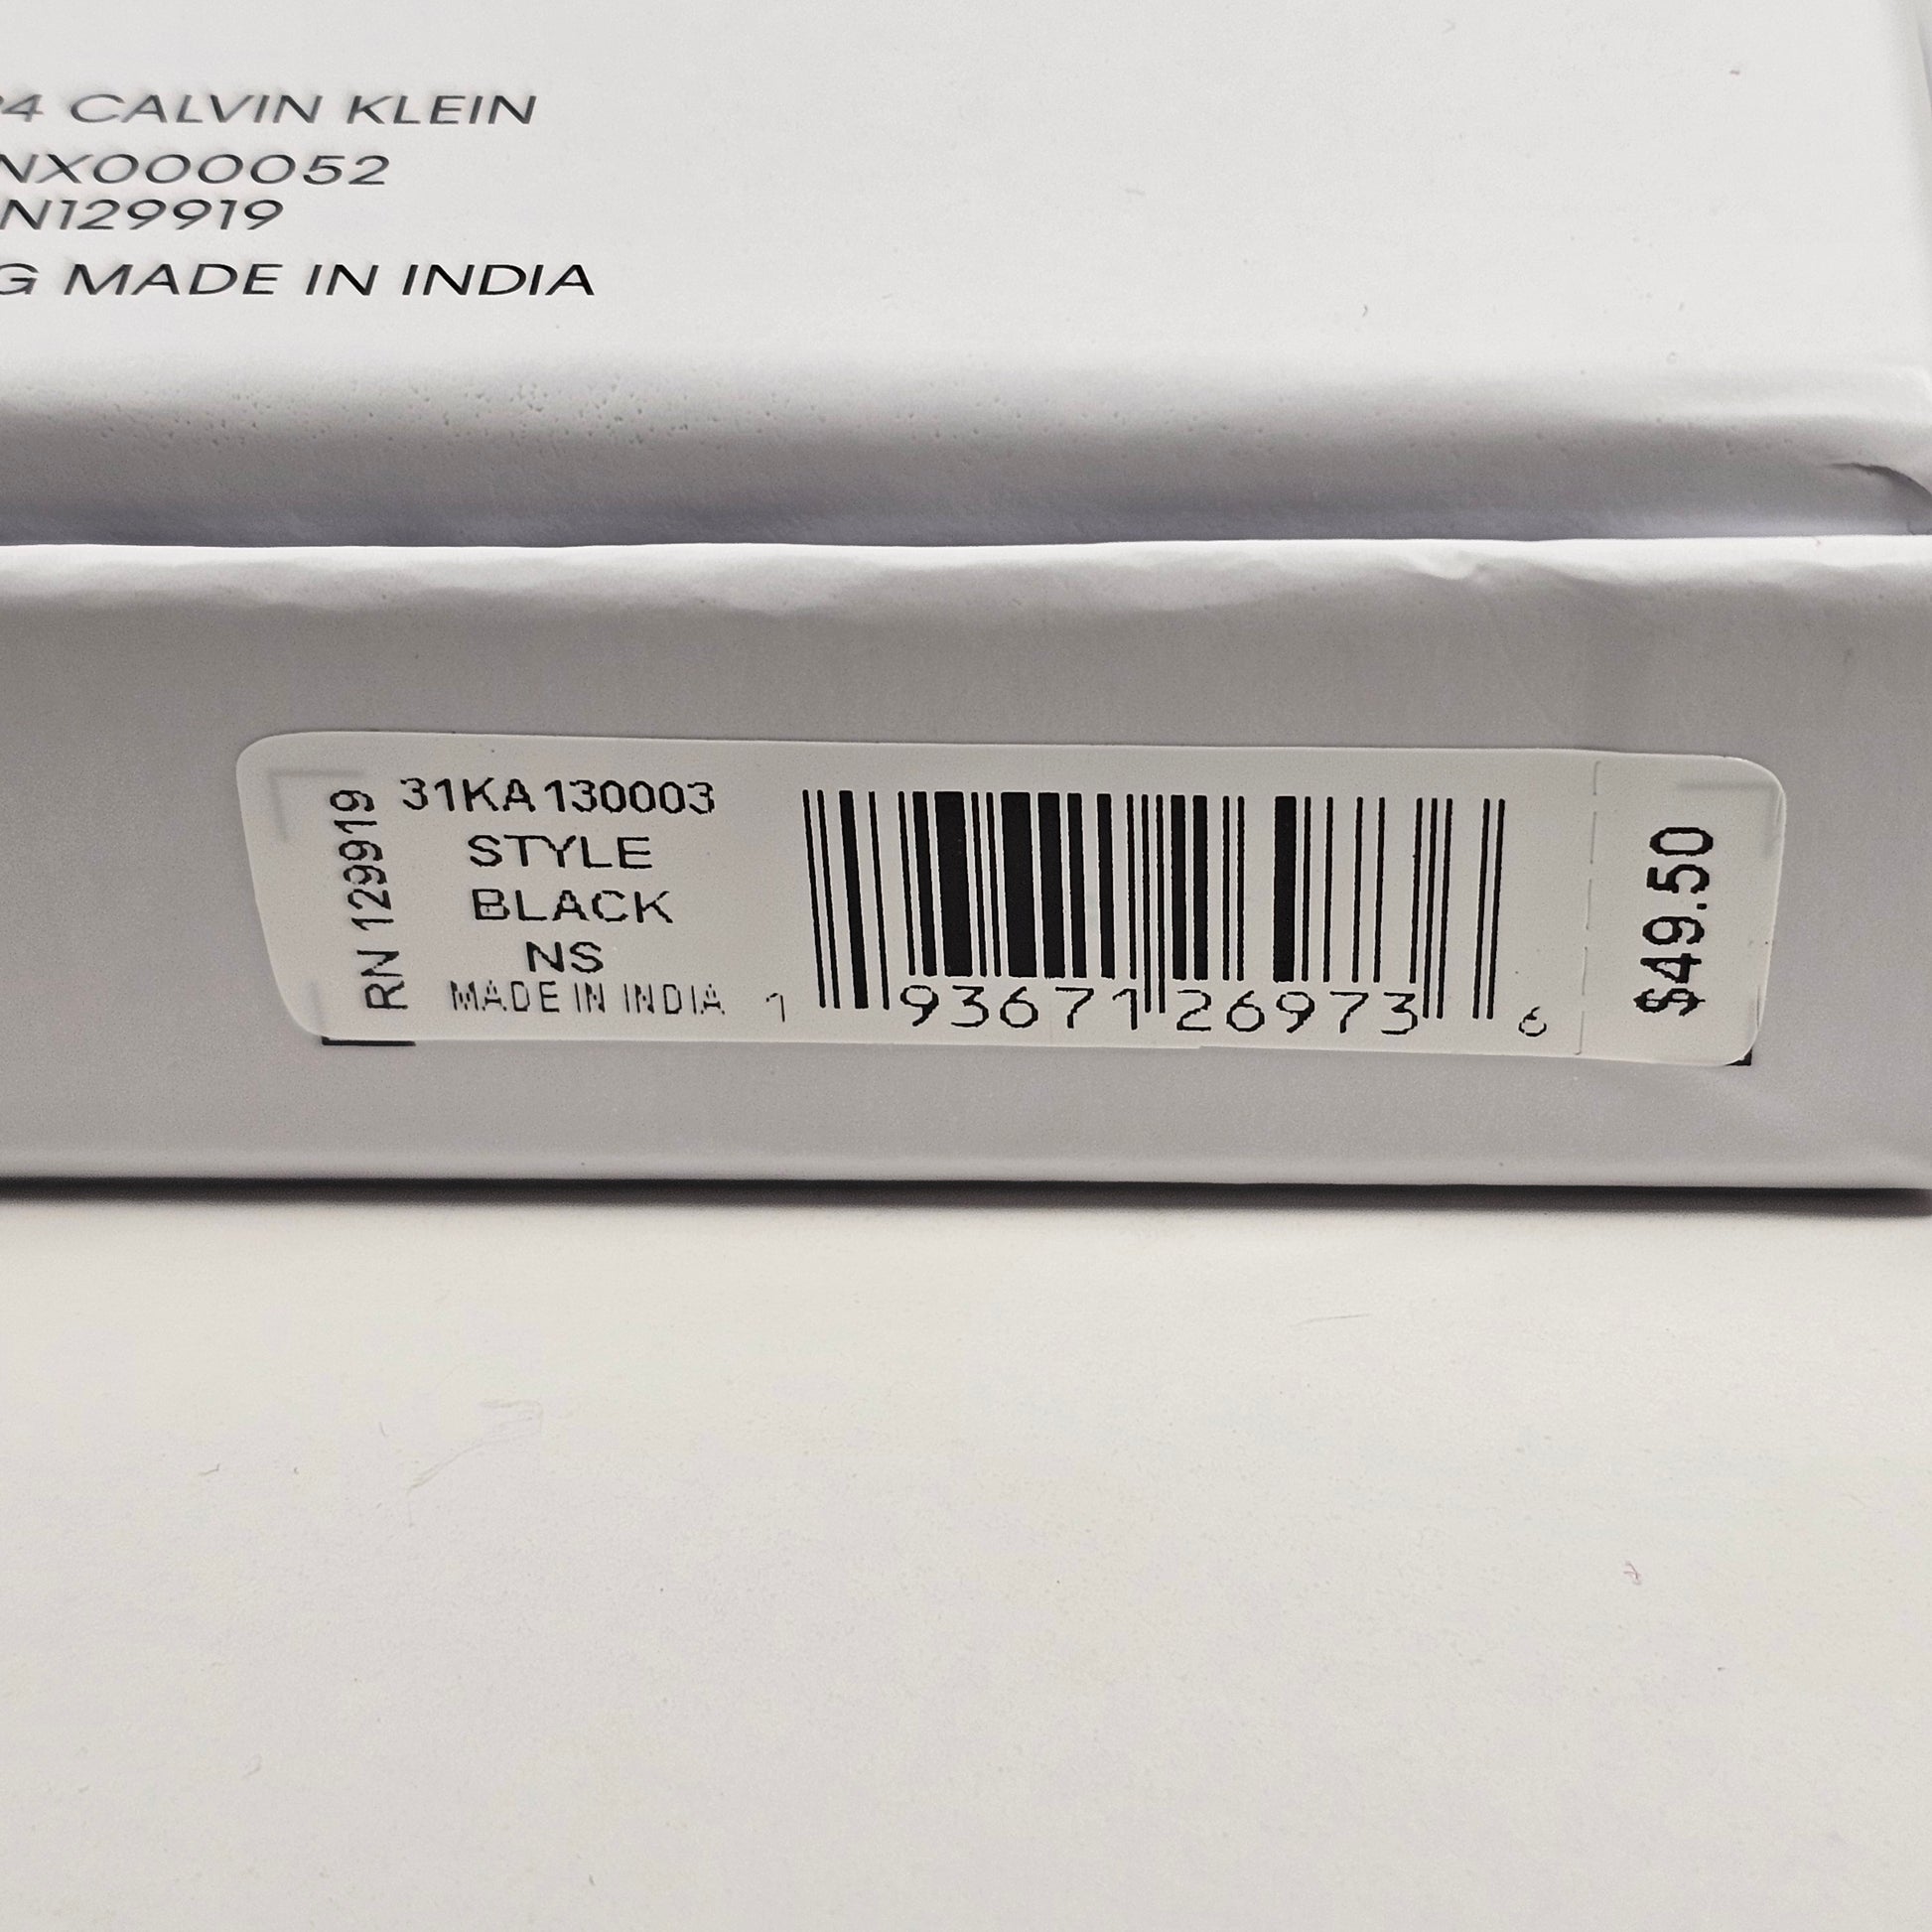 24 CALVIN KLEIN
NX000052
N129919
G MADE IN INDIA
RN 129919
31KA130003
STYLE
BLACK
NS
MADE IN INDIA
1 93671 26973 6
$49.50